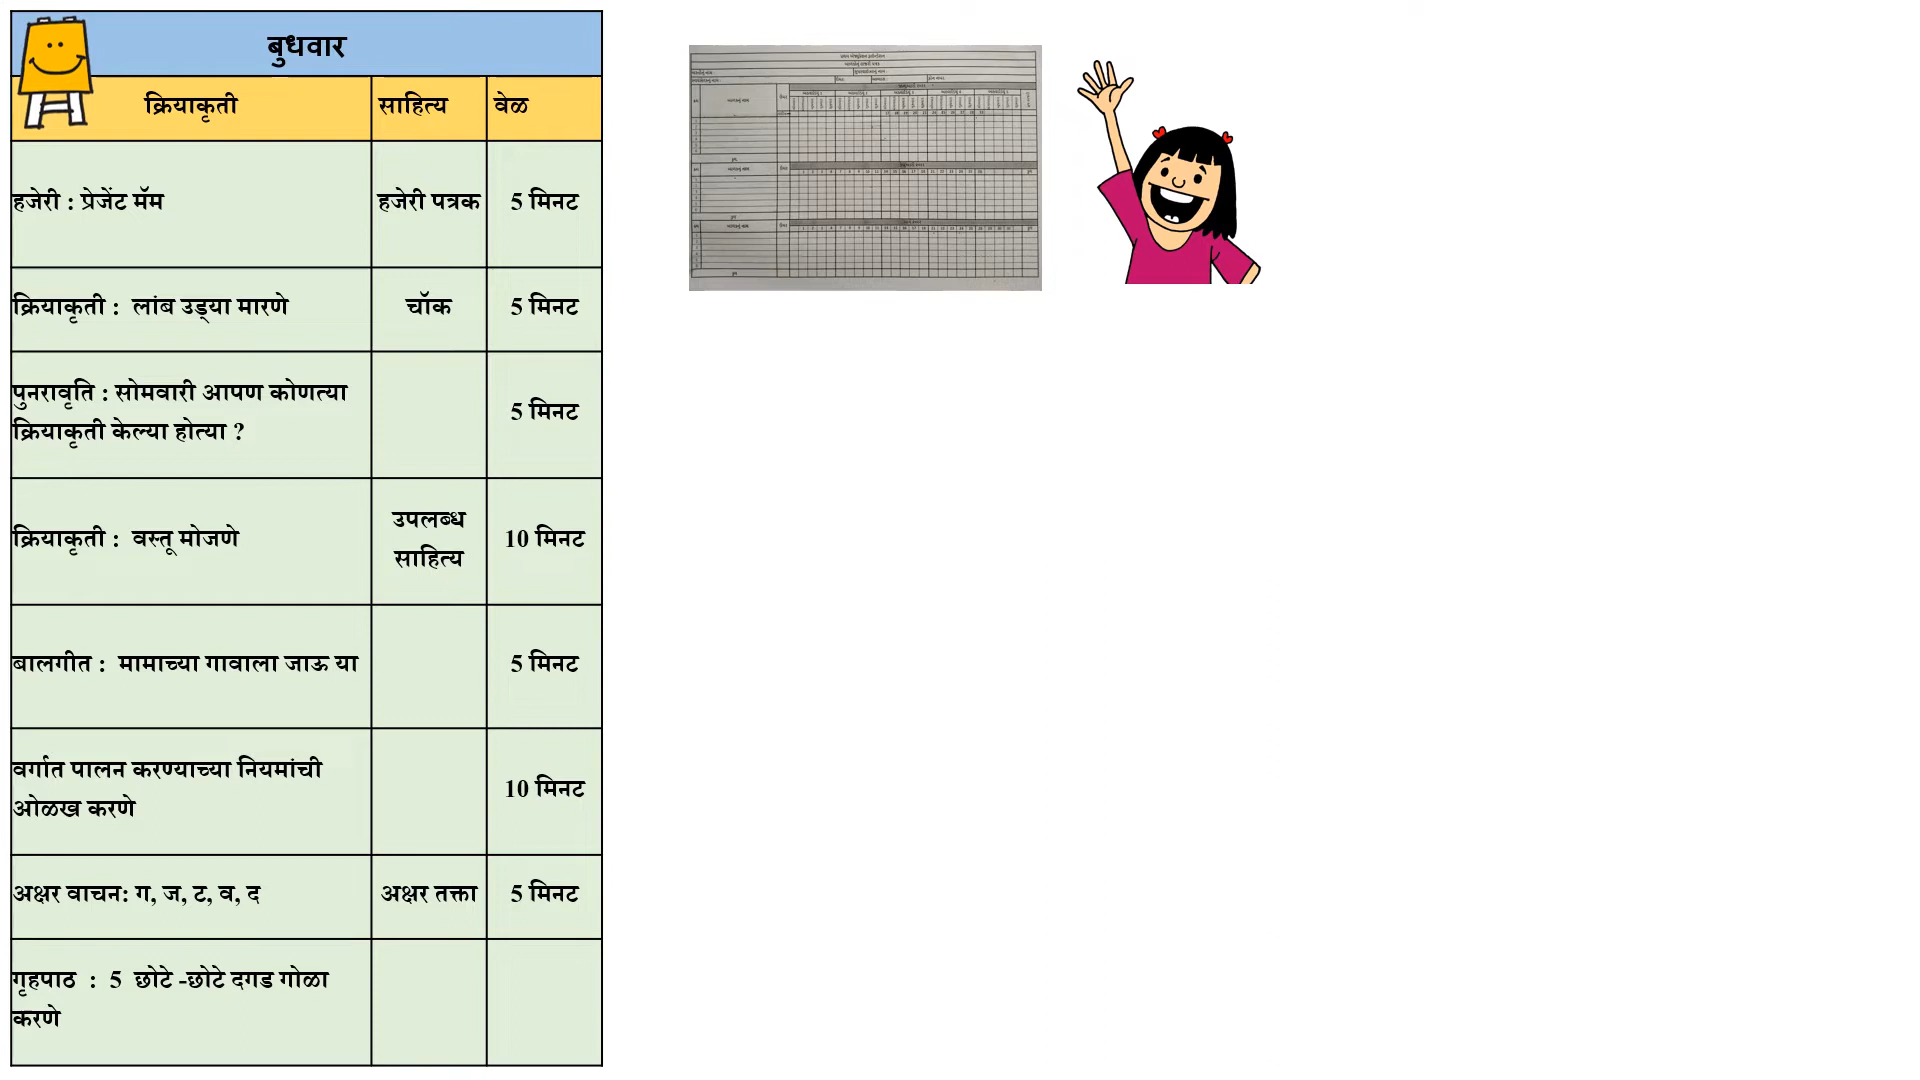 बुधवार
क्रियाकृती साहित्य वेळ
हजेरी : प्रेजेंट मॅम हजेरी पत्रक 5 मिनट
क्रियाकृती : लांब उड्या मारणे चॉक 5 मिनट
पुनरावृति : सोमवारी आपण कोणत्या
क्रियाकृती केल्या होत्या ?
5 मिनट
क्रियाकृती : वस्तू मोजणे
उपलब्ध
साहित्य
10 मिनट
बालगीत : मामाच्या गावाला जाऊ या 5 मिनट
वर्गात पालन करण्याच्या नियमांची
ओळख करणे
10 मिनट
अक्षर वाचन: ग, ज, ट, व, द अक्षर तक्ता 5 मिनट
गृहपाठ : 5 छोटे -छोटे दगड गोळा
करणे